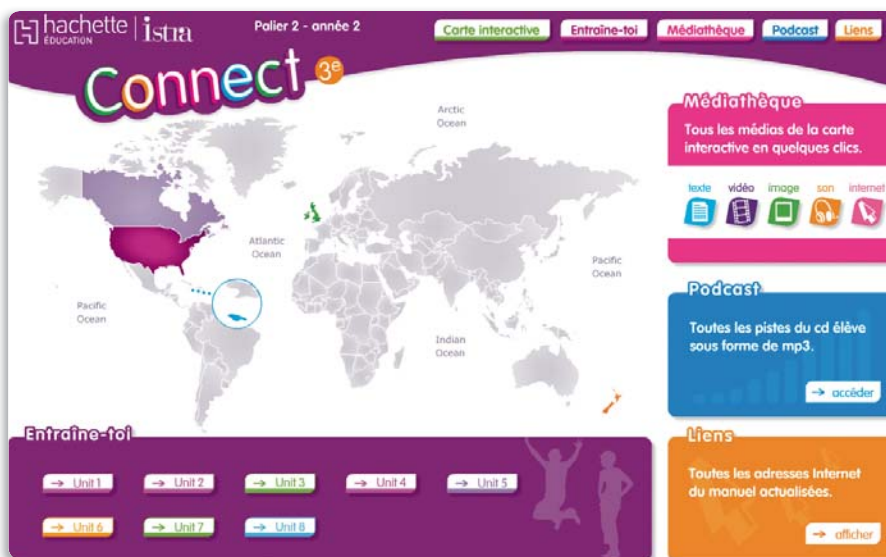 hachette
ÉDUCATION
istra
Palier 2 - année 2
Carte interactive
Entraîne-toi
Médiathèque
Podcast
Liens
Connect 3e
Arctic
Ocean
Atlantic
Ocean
Pacific
Ocean
Pacific
Ocean
Indian
Ocean
Médiathèque
Tous les médias de la carte
interactive en quelques clics.
texte vidéo image son internet
Podcast
Toutes les pistes du cd élève
sous forme de mp3.
→ accéder
Liens
Toutes les adresses Internet
du manuel actualisées.
→ afficher
Entraîne-toi
→ Unit 1 → Unit 2 → Unit 3 → Unit 4 → Unit 5
→ Unit 6 → Unit 7 → Unit 8